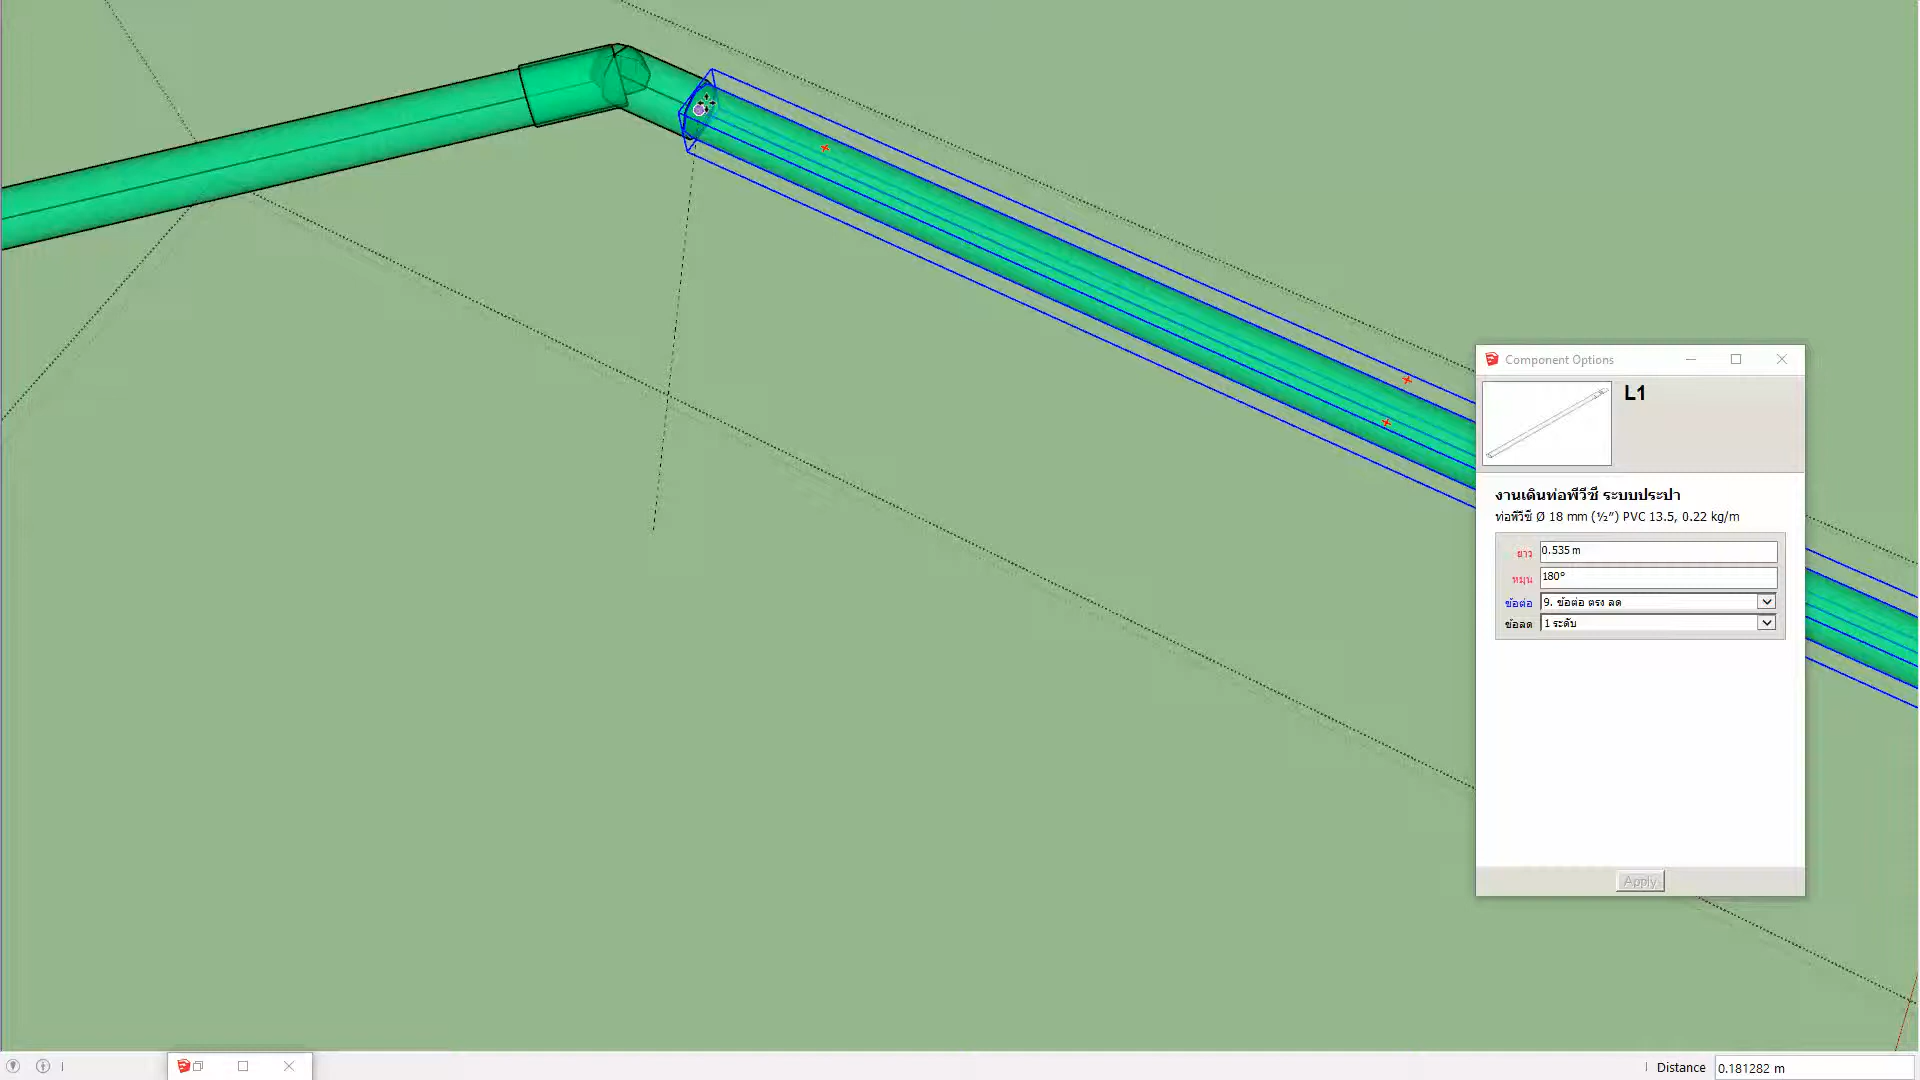 Component Options
L1
งานเดินท่อพีวีซี ระบบประปา
ท่อพีวีซี Ø 18 mm (½″) PVC 13.5, 0.22 kg/m
ยาว 0.535 m
หมุน 180°
ข้อต่อ 9. ข้อต่อ ตรง ลด
ข้อลด 1 ระดับ
Apply
Distance 0.181282 m